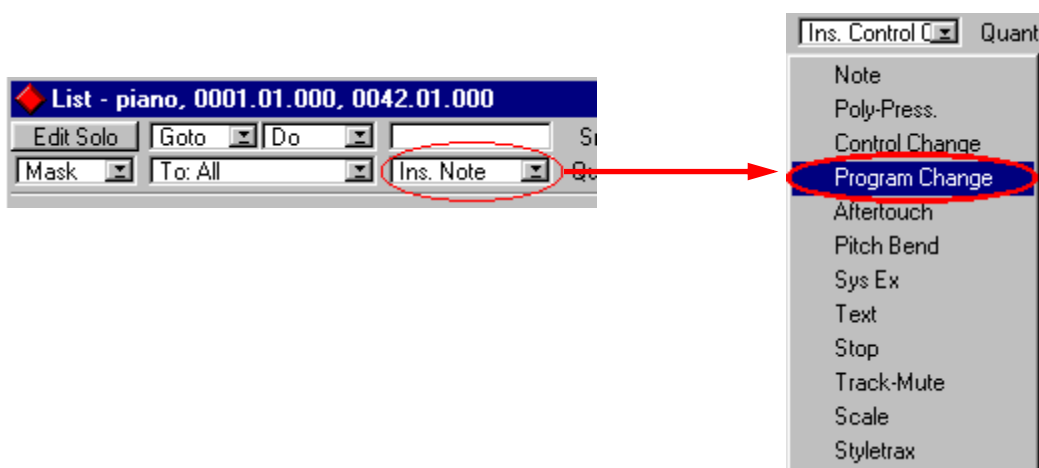 List - piano, 0001.01.000, 0042.01.000
Edit Solo Goto Do
Mask To: All Ins. Note
Ins. Control Quant
Note
Poly-Press.
Control Change
Program Change
Aftertouch
Pitch Bend
Sys Ex
Text
Stop
Track-Mute
Scale
Styletrax